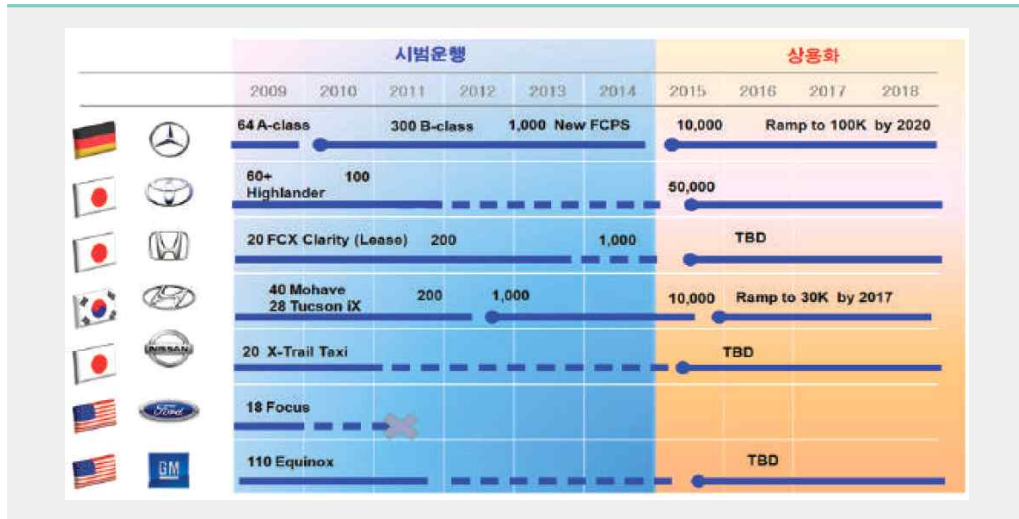 시범운행 상용화
2009 2010 2011 2012 2013 2014 2015 2016 2017 2018
64 A-class 300 B-class 1,000 New FCPS 10,000 Ramp to 100K by 2020
60+ 100
Highlander 50,000
20 FCX Clarity (Lease) 200 1,000 TBD
40 Mohave 200 1,000 10,000 Ramp to 30K by 2017
28 Tucson iX
NISSAN
20 X-Trail Taxi TBD
18 Focus
Ford
110 Equinox TBD
GM